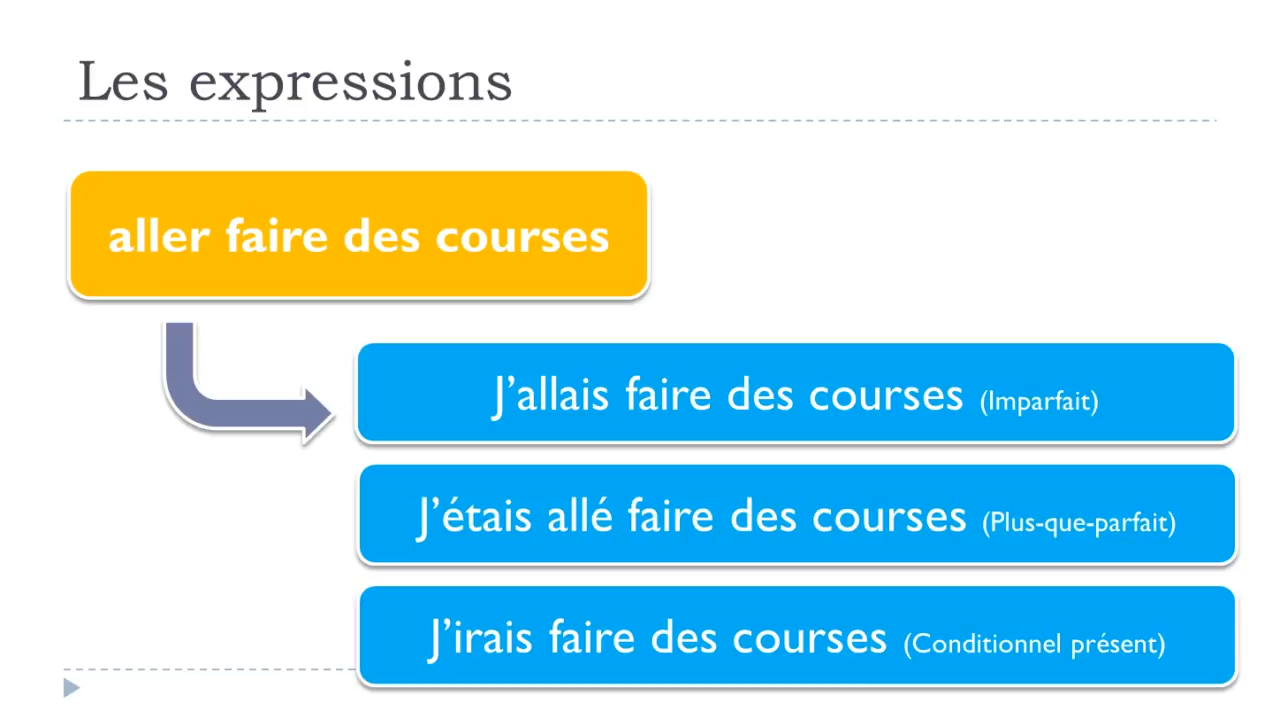 Les expressions
aller faire des courses
J’allais faire des courses (Imparfait)
J’étais allé faire des courses (Plus-que-parfait)
J’irais faire des courses (Conditionnel présent)